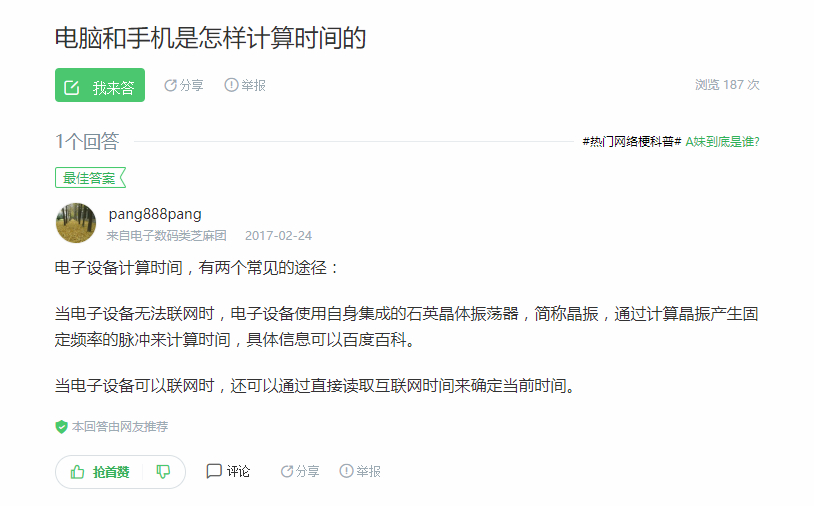 电脑和手机是怎样计算时间的
我来答 分享 举报 浏览 187 次
1个回答 #热门网络梗科普# A妹到底是谁?
最佳答案
pang888pang
来自电子数码类芝麻团 2017-02-24
电子设备计算时间，有两个常见的途径：
当电子设备无法联网时，电子设备使用自身集成的石英晶体振荡器，简称晶振，通过计算晶振产生固
定频率的脉冲来计算时间，具体信息可以百度百科。
当电子设备可以联网时，还可以通过直接读取互联网时间来确定当前时间。
本回答由网友推荐
抢首赞 评论 分享 举报